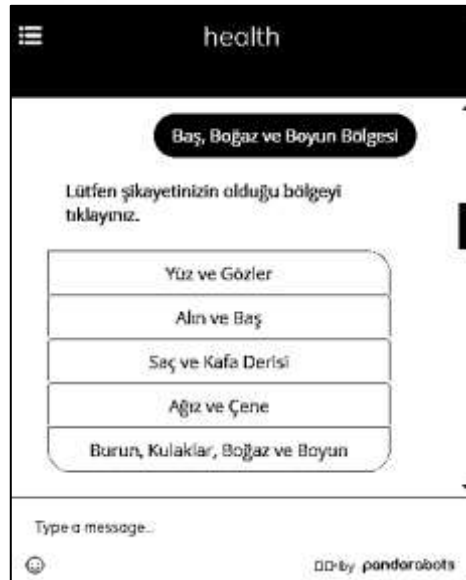 health
Baş, Boğaz ve Boyun Bölgesi
Lütfen şikayetinizin olduğu bölgeyi
tıklayınız.
Yüz ve Gözler
Alın ve Baş
Saç ve Kafa Derisi
Ağız ve Çene
Burun, Kulaklar, Boğaz ve Boyun
Type a message...
by pandorabots